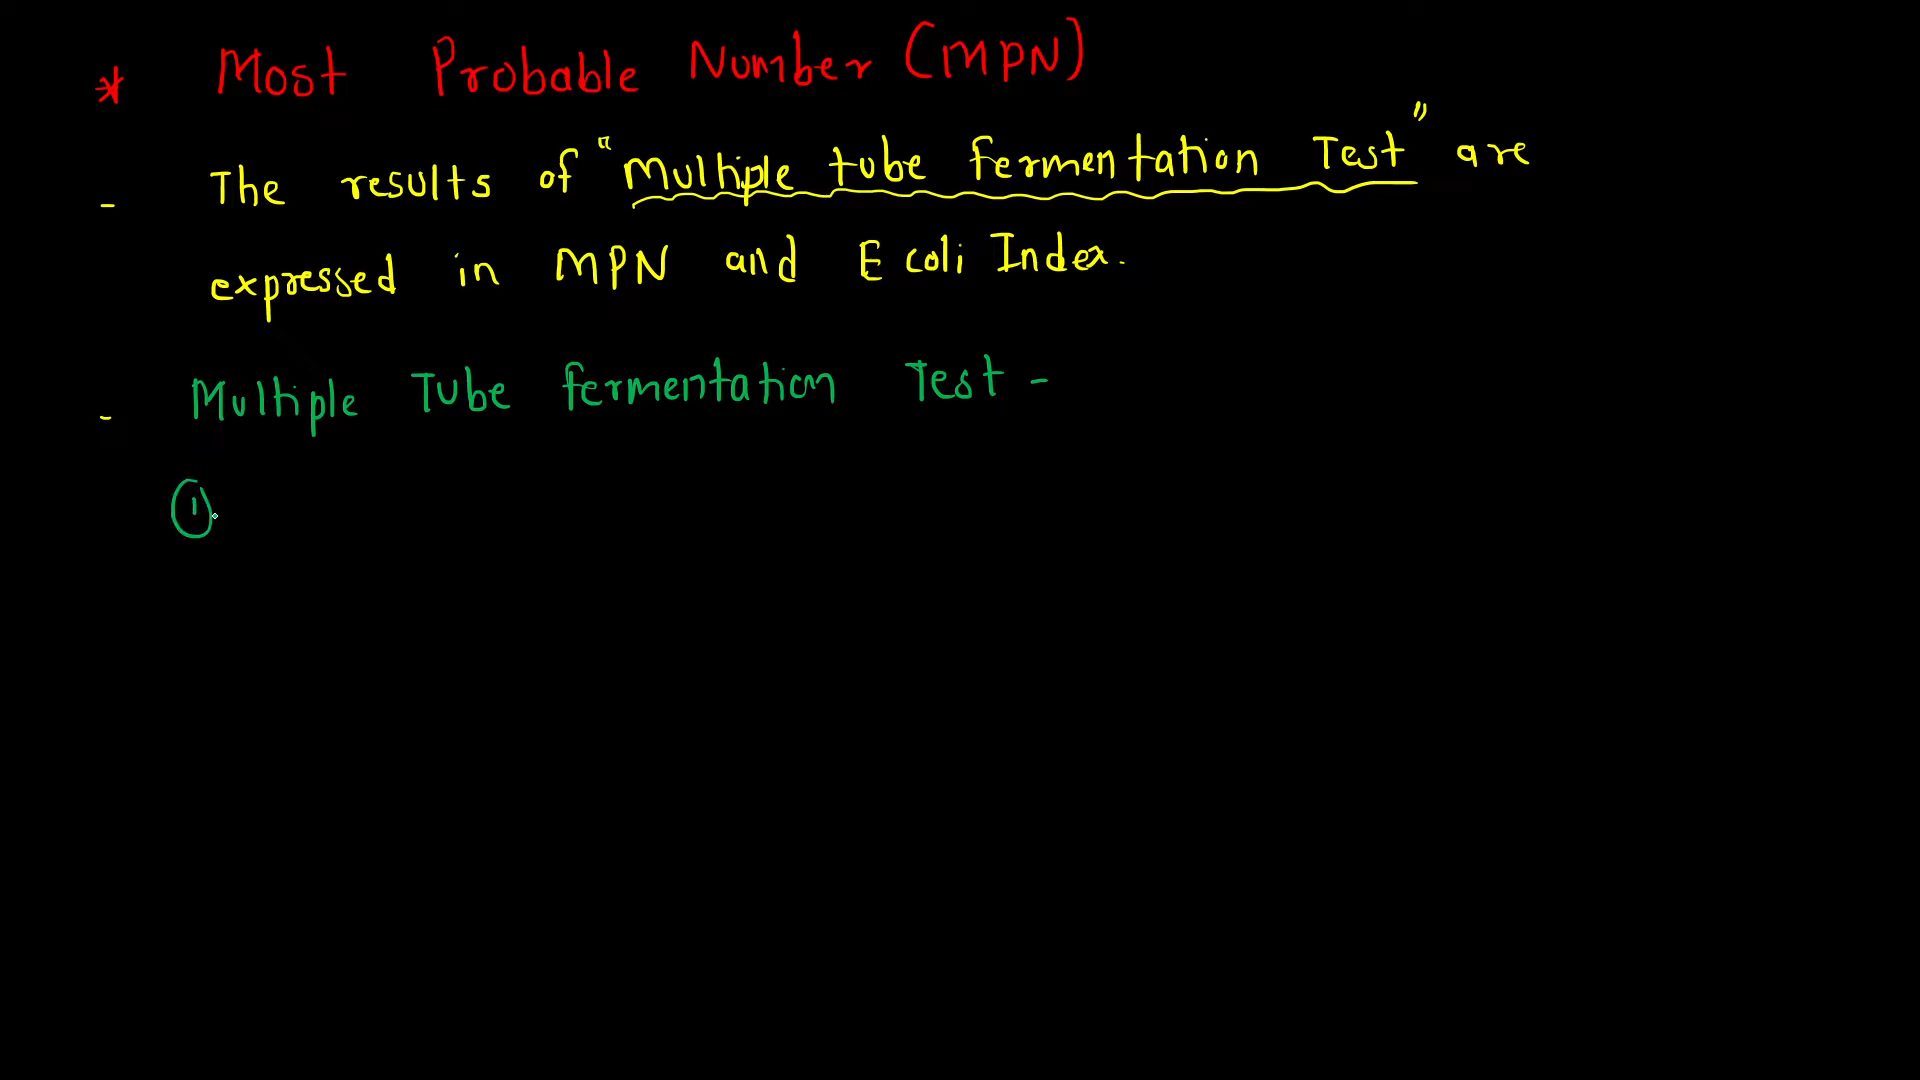 * Most Probable Number (MPN)
- The results of "Multiple tube fermentation Test" are
expressed in MPN and E coli Index.
- Multiple Tube fermentation Test -
①.